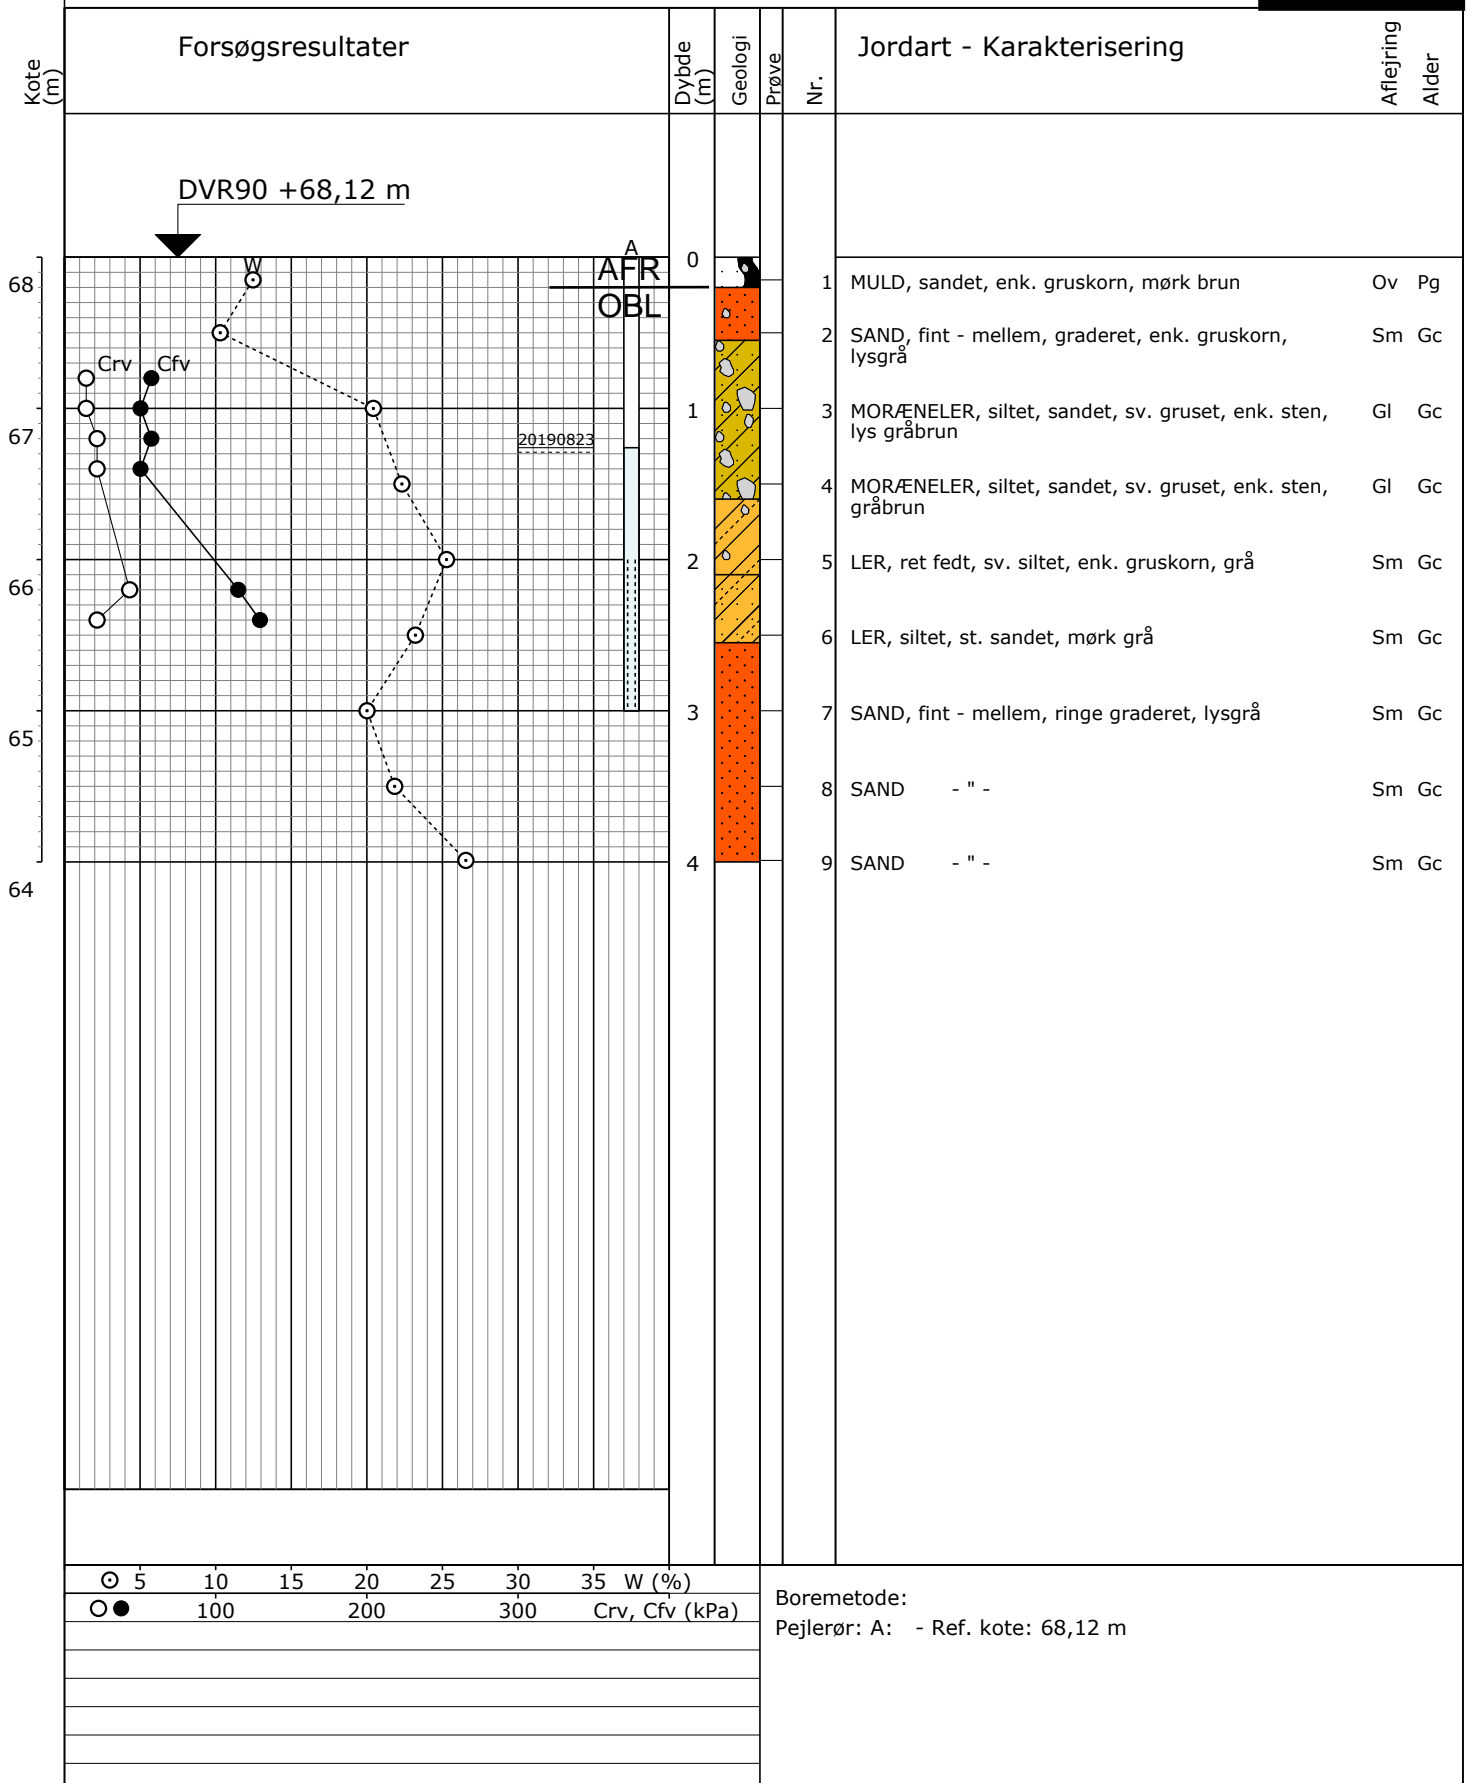 Kote (m)
Forsøgsresultater
Dybde (m)
Geologi
Prøve
Nr.
Jordart - Karakterisering
Aflejring
Alder
DVR90 +68,12 m
W
A
AFR
OBL
Crv
Cfv
20190823
68
67
66
65
64
0
1
2
3
4
1 MULD, sandet, enk. gruskorn, mørk brun Ov Pg
2 SAND, fint - mellem, graderet, enk. gruskorn, Sm Gc
lysgrå
3 MORÆNELER, siltet, sandet, sv. gruset, enk. sten, Gl Gc
lys gråbrun
4 MORÆNELER, siltet, sandet, sv. gruset, enk. sten, Gl Gc
gråbrun
5 LER, ret fedt, sv. siltet, enk. gruskorn, grå Sm Gc
6 LER, siltet, st. sandet, mørk grå Sm Gc
7 SAND, fint - mellem, ringe graderet, lysgrå Sm Gc
8 SAND - " - Sm Gc
9 SAND - " - Sm Gc
5 10 15 20 25 30 35 W (%)
100 200 300 Crv, Cfv (kPa)
Boremetode:
Pejlerør: A: - Ref. kote: 68,12 m